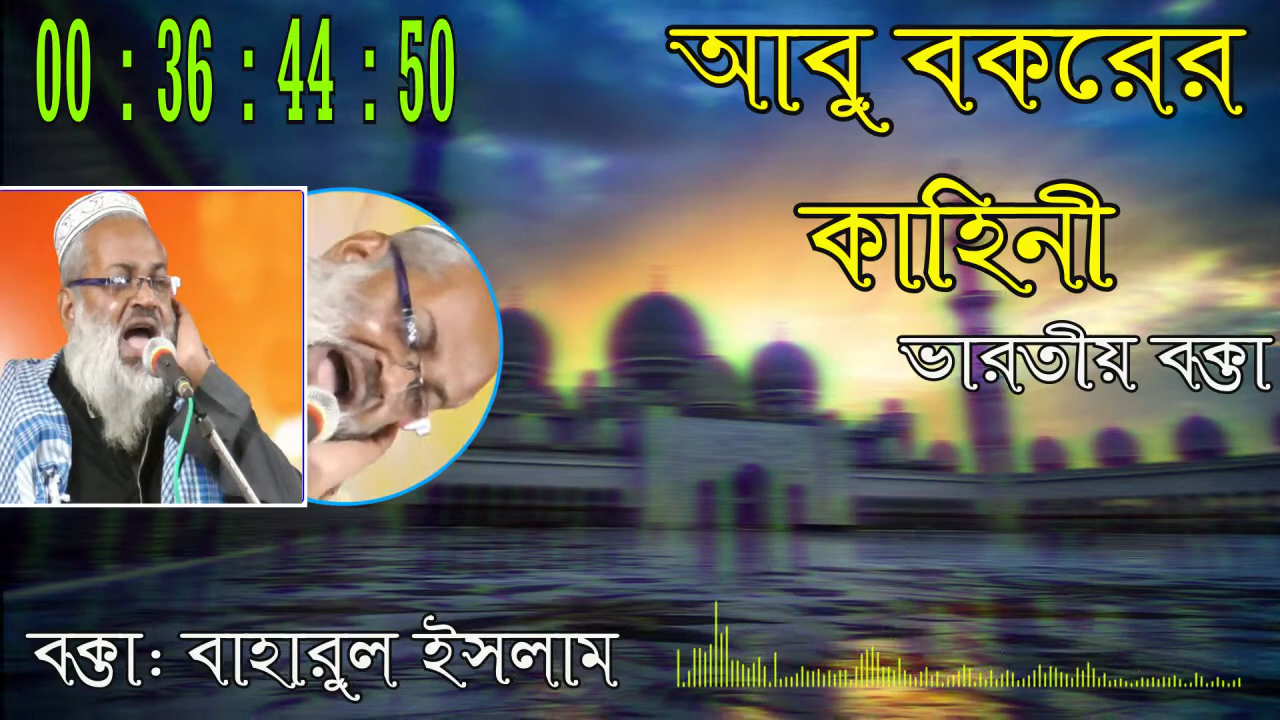 00 : 36 : 44 : 50
আবু বকরের
কাহিনী
ভারতীয় বক্তা
বক্তা: বাহারুল ইসলাম